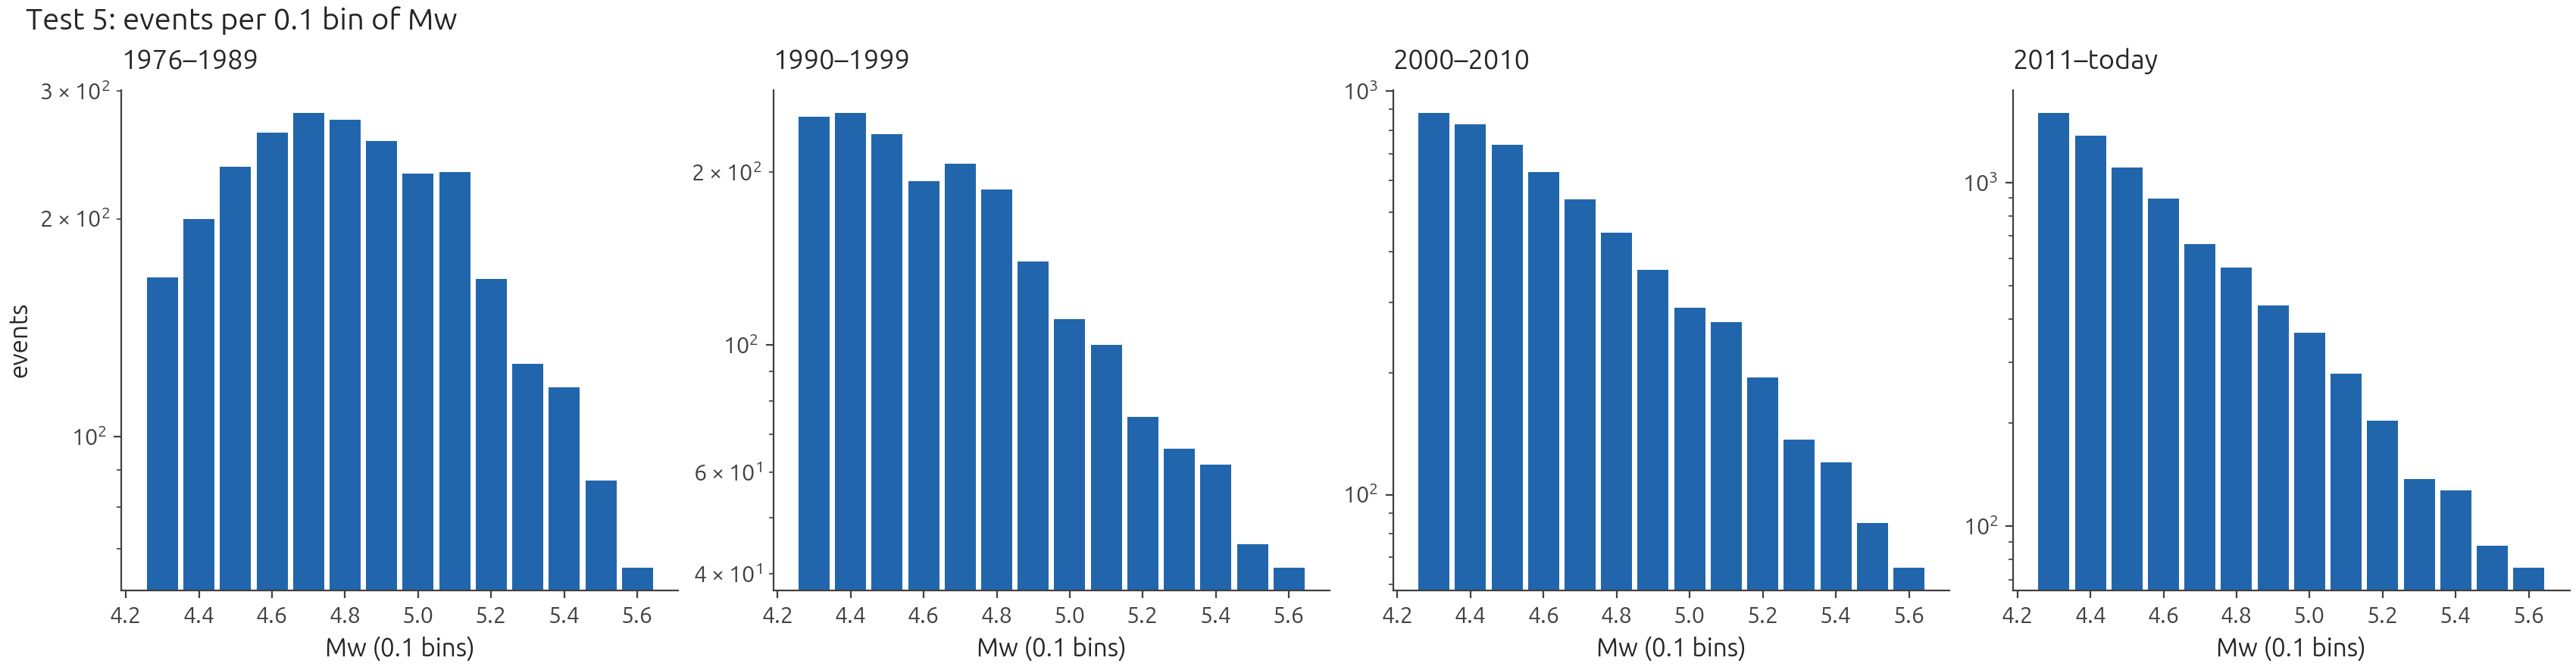 Test 5: events per 0.1 bin of Mw
1976–1989
3 × 10²
2 × 10²
10²
events
4.2 4.4 4.6 4.8 5.0 5.2 5.4 5.6
Mw (0.1 bins)
1990–1999
2 × 10²
10²
6 × 10¹
4 × 10¹
4.2 4.4 4.6 4.8 5.0 5.2 5.4 5.6
Mw (0.1 bins)
2000–2010
10³
10²
4.2 4.4 4.6 4.8 5.0 5.2 5.4 5.6
Mw (0.1 bins)
2011–today
10³
10²
4.2 4.4 4.6 4.8 5.0 5.2 5.4 5.6
Mw (0.1 bins)